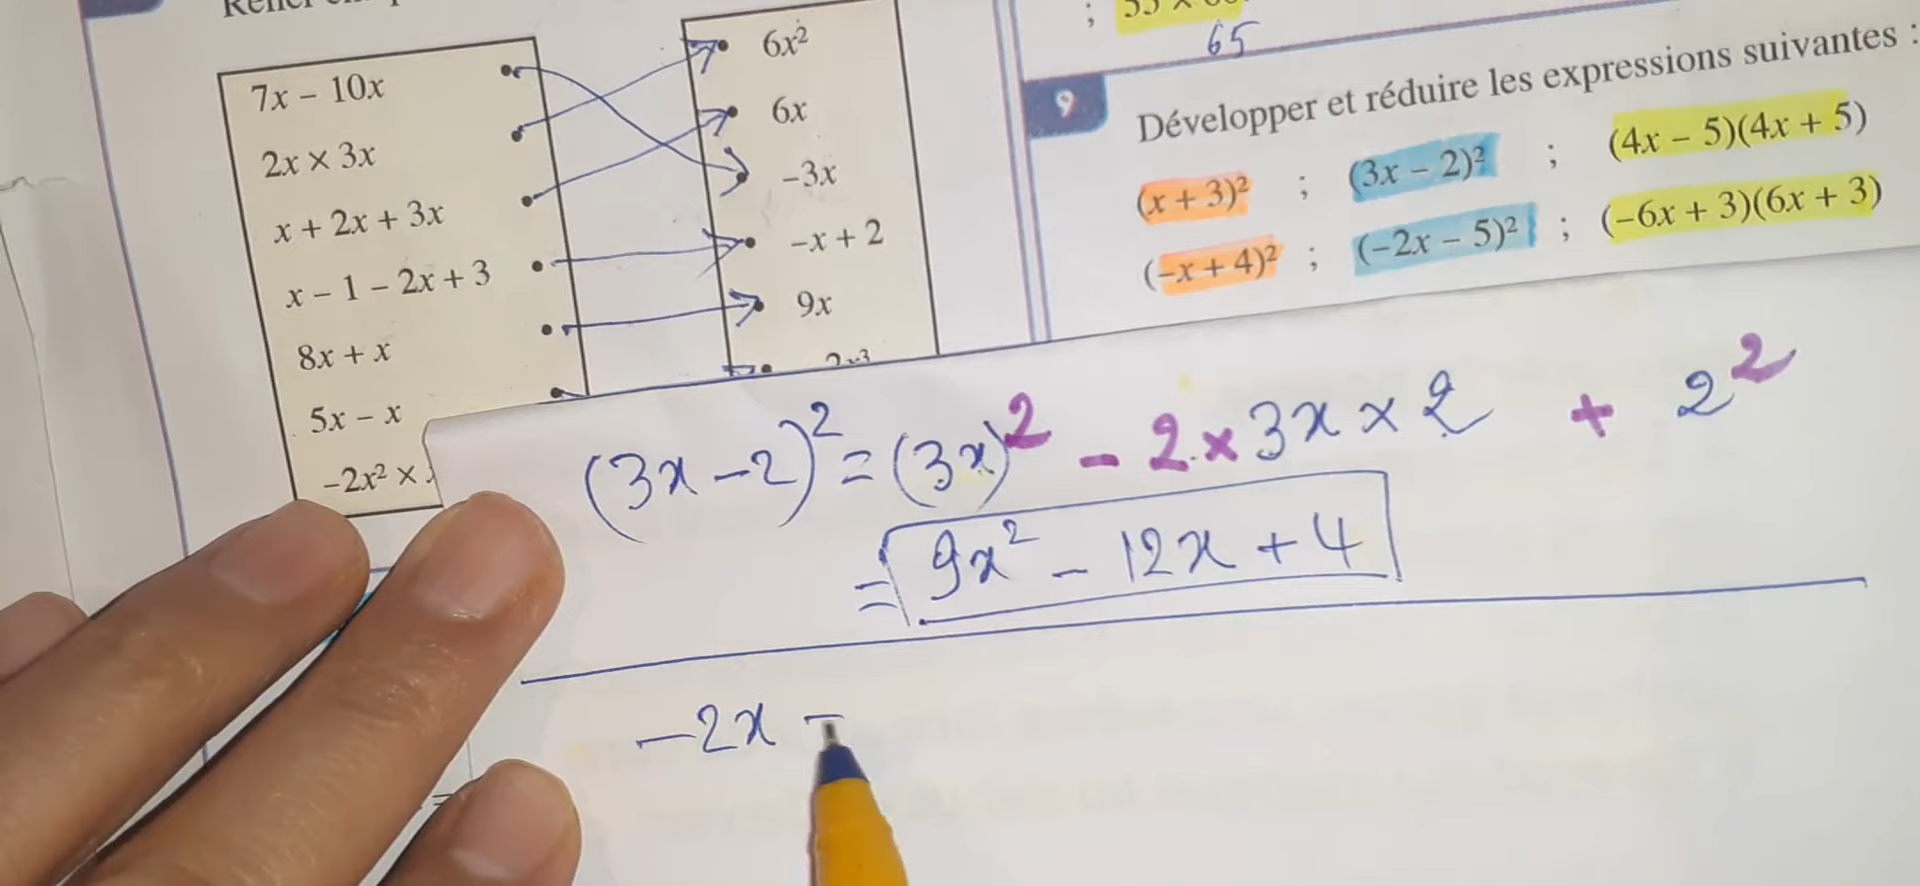 7x – 10x
2x × 3x
x + 2x + 3x
x – 1 – 2x + 3
8x + x
5x – x
-2x² ×
6x²
6x
-3x
-x + 2
9x
;
65
9
Développer et réduire les expressions suivantes :
(x + 3)² ; (3x – 2)² ; (4x – 5)(4x + 5)
(-x + 4)² ; (-2x – 5)² ; (-6x + 3)(6x + 3)
(3x – 2)² = (3x)² – 2 × 3x × 2 + 2²
= 9x² – 12x + 4
-2x –